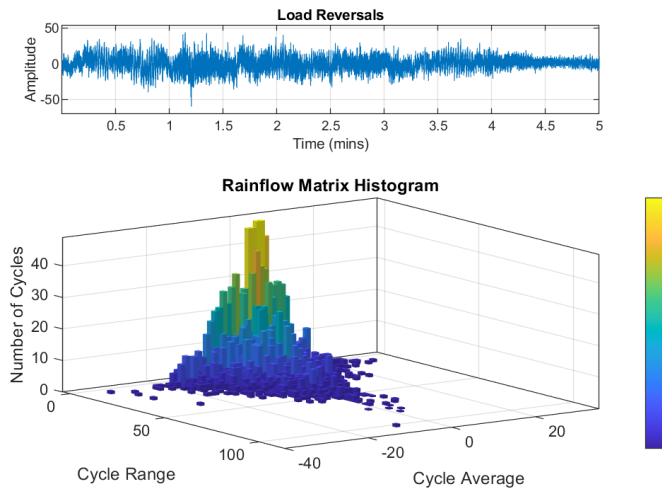 Load Reversals
50
0
-50
Amplitude
0.5 1 1.5 2 2.5 3 3.5 4 4.5 5
Time (mins)
Rainflow Matrix Histogram
40
30
20
10
0
Number of Cycles
0
50
100
Cycle Range
-40
-20
0
20
Cycle Average